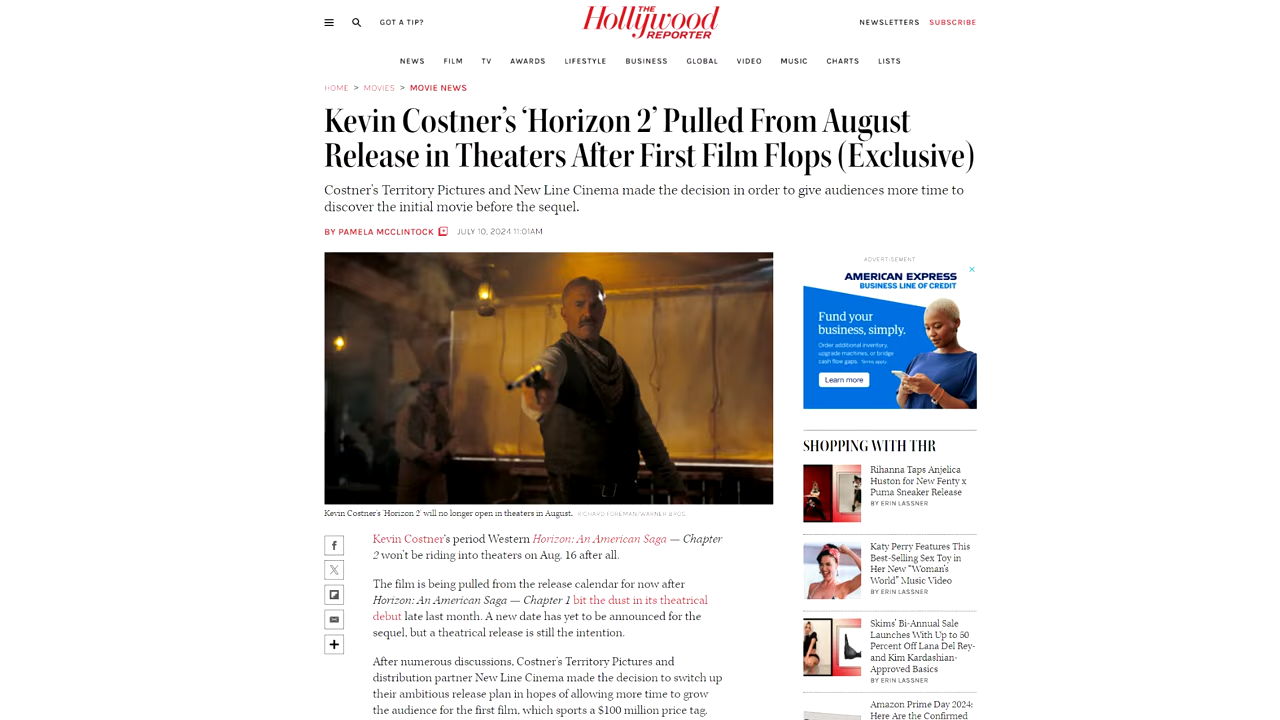 GOT A TIP?
THE
Hollywood
REPORTER
NEWSLETTERS
SUBSCRIBE
NEWS FILM TV AWARDS LIFESTYLE BUSINESS GLOBAL VIDEO MUSIC CHARTS LISTS
HOME > MOVIES > MOVIE NEWS
Kevin Costner's ‘Horizon 2’ Pulled From August
Release in Theaters After First Film Flops (Exclusive)
Costner's Territory Pictures and New Line Cinema made the decision in order to give audiences more time to
discover the initial movie before the sequel.
BY PAMELA MCCLINTOCK
JULY 10, 2024 11:01AM
Kevin Costner's 'Horizon 2' will no longer open in theaters in August. RICHARD FOREMAN/WARNER BROS.
Kevin Costner's period Western Horizon: An American Saga — Chapter
2 won't be riding into theaters on Aug. 16 after all.
The film is being pulled from the release calendar for now after
Horizon: An American Saga — Chapter 1 bit the dust in its theatrical
debut late last month. A new date has yet to be announced for the
sequel, but a theatrical release is still the intention.
After numerous discussions, Costner's Territory Pictures and
distribution partner New Line Cinema made the decision to switch up
their ambitious release plan in hopes of allowing more time to grow
the audience for the first film, which sports a $100 million price tag.
ADVERTISEMENT
AMERICAN EXPRESS
BUSINESS LINE OF CREDIT
Fund your
business, simply.
Order additional inventory,
upgrade machines, or bridge
cash flow gaps. Terms apply.
Learn more
SHOPPING WITH THR
Rihanna Taps Anjelica
Huston for New Fenty x
Puma Sneaker Release
BY ERIN LASSNER
Katy Perry Features This
Best-Selling Sex Toy in
Her New “Woman's
World” Music Video
BY ERIN LASSNER
Skims' Bi-Annual Sale
Launches With Up to 50
Percent Off Lana Del Rey-
and Kim Kardashian-
Approved Basics
BY ERIN LASSNER
Amazon Prime Day 2024:
Here Are the Confirmed